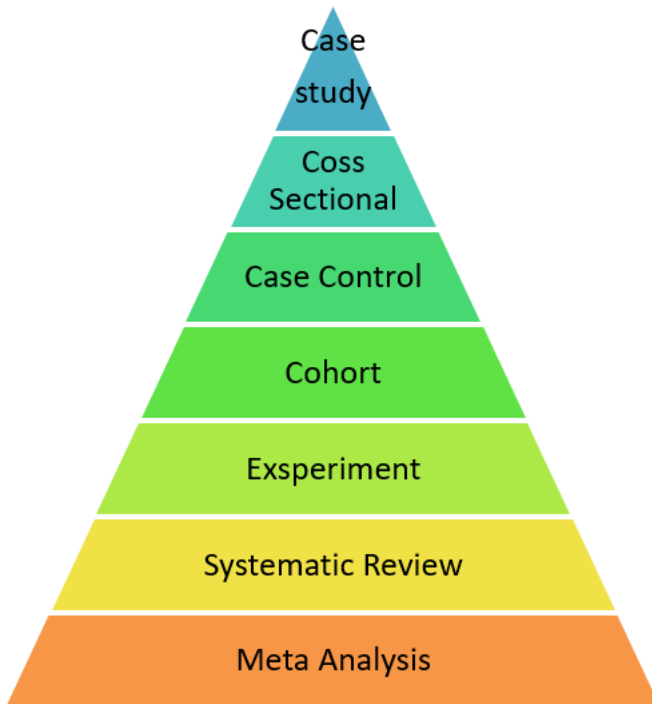 Case
study
Coss
Sectional
Case Control
Cohort
Exsperiment
Systematic Review
Meta Analysis